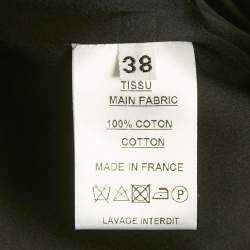 38
TISSU
MAIN FABRIC
100% COTON
COTTON
MADE IN FRANCE
P
LAVAGE INTERDIT